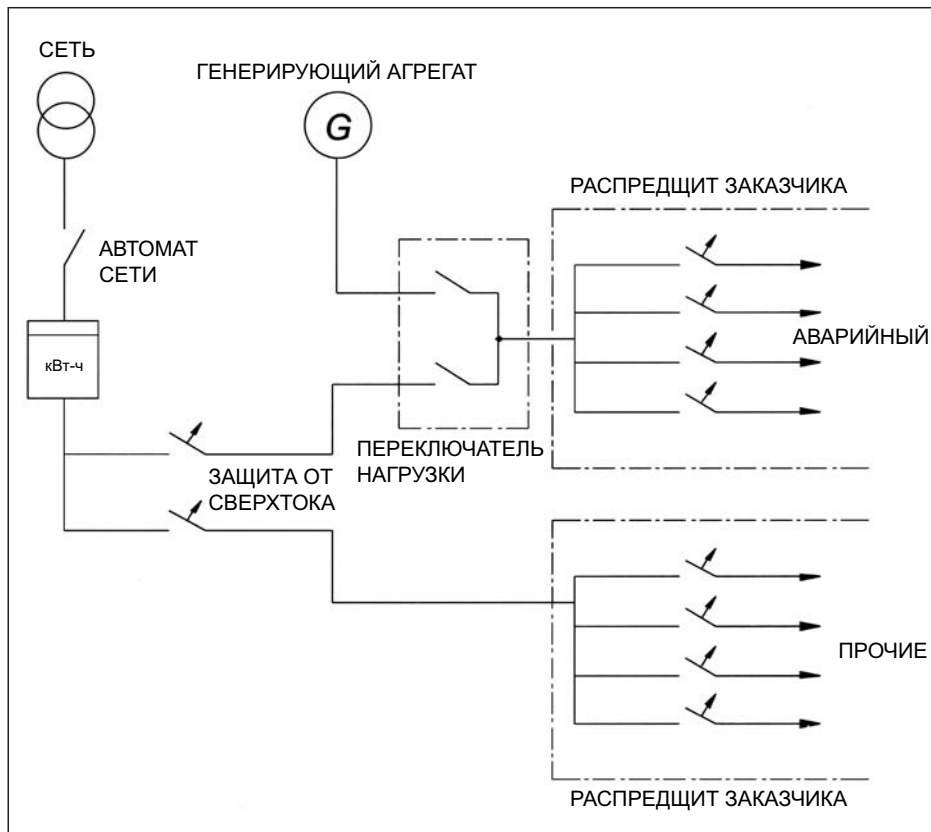 СЕТЬ
ГЕНЕРИРУЮЩИЙ АГРЕГАТ
G
РАСПРЕДЩИТ ЗАКАЗЧИКА
АВТОМАТ
СЕТИ
АВАРИЙНЫЙ
кВт-ч
ПЕРЕКЛЮЧАТЕЛЬ
НАГРУЗКИ
ЗАЩИТА ОТ
СВЕРХТОКА
ПРОЧИЕ
РАСПРЕДЩИТ ЗАКАЗЧИКА